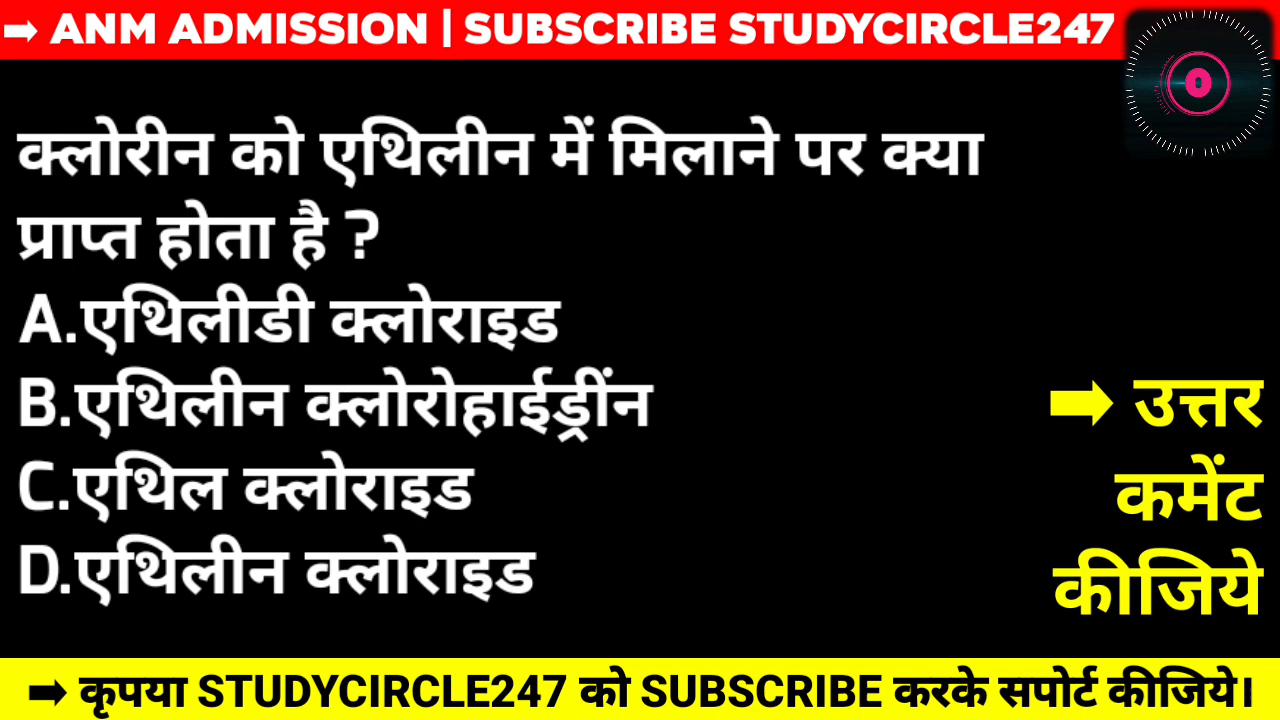 ➡ ANM ADMISSION | SUBSCRIBE STUDYCIRCLE247
0
क्लोरीन को एथिलीन में मिलाने पर क्या
प्राप्त होता है ?
A.एथिलीडी क्लोराइड
B.एथिलीन क्लोरोहाईड्रींन
C.एथिल क्लोराइड
D.एथिलीन क्लोराइड
➡ उत्तर
कमेंट
कीजिये
➡ कृपया STUDYCIRCLE247 को SUBSCRIBE करके सपोर्ट कीजिये।